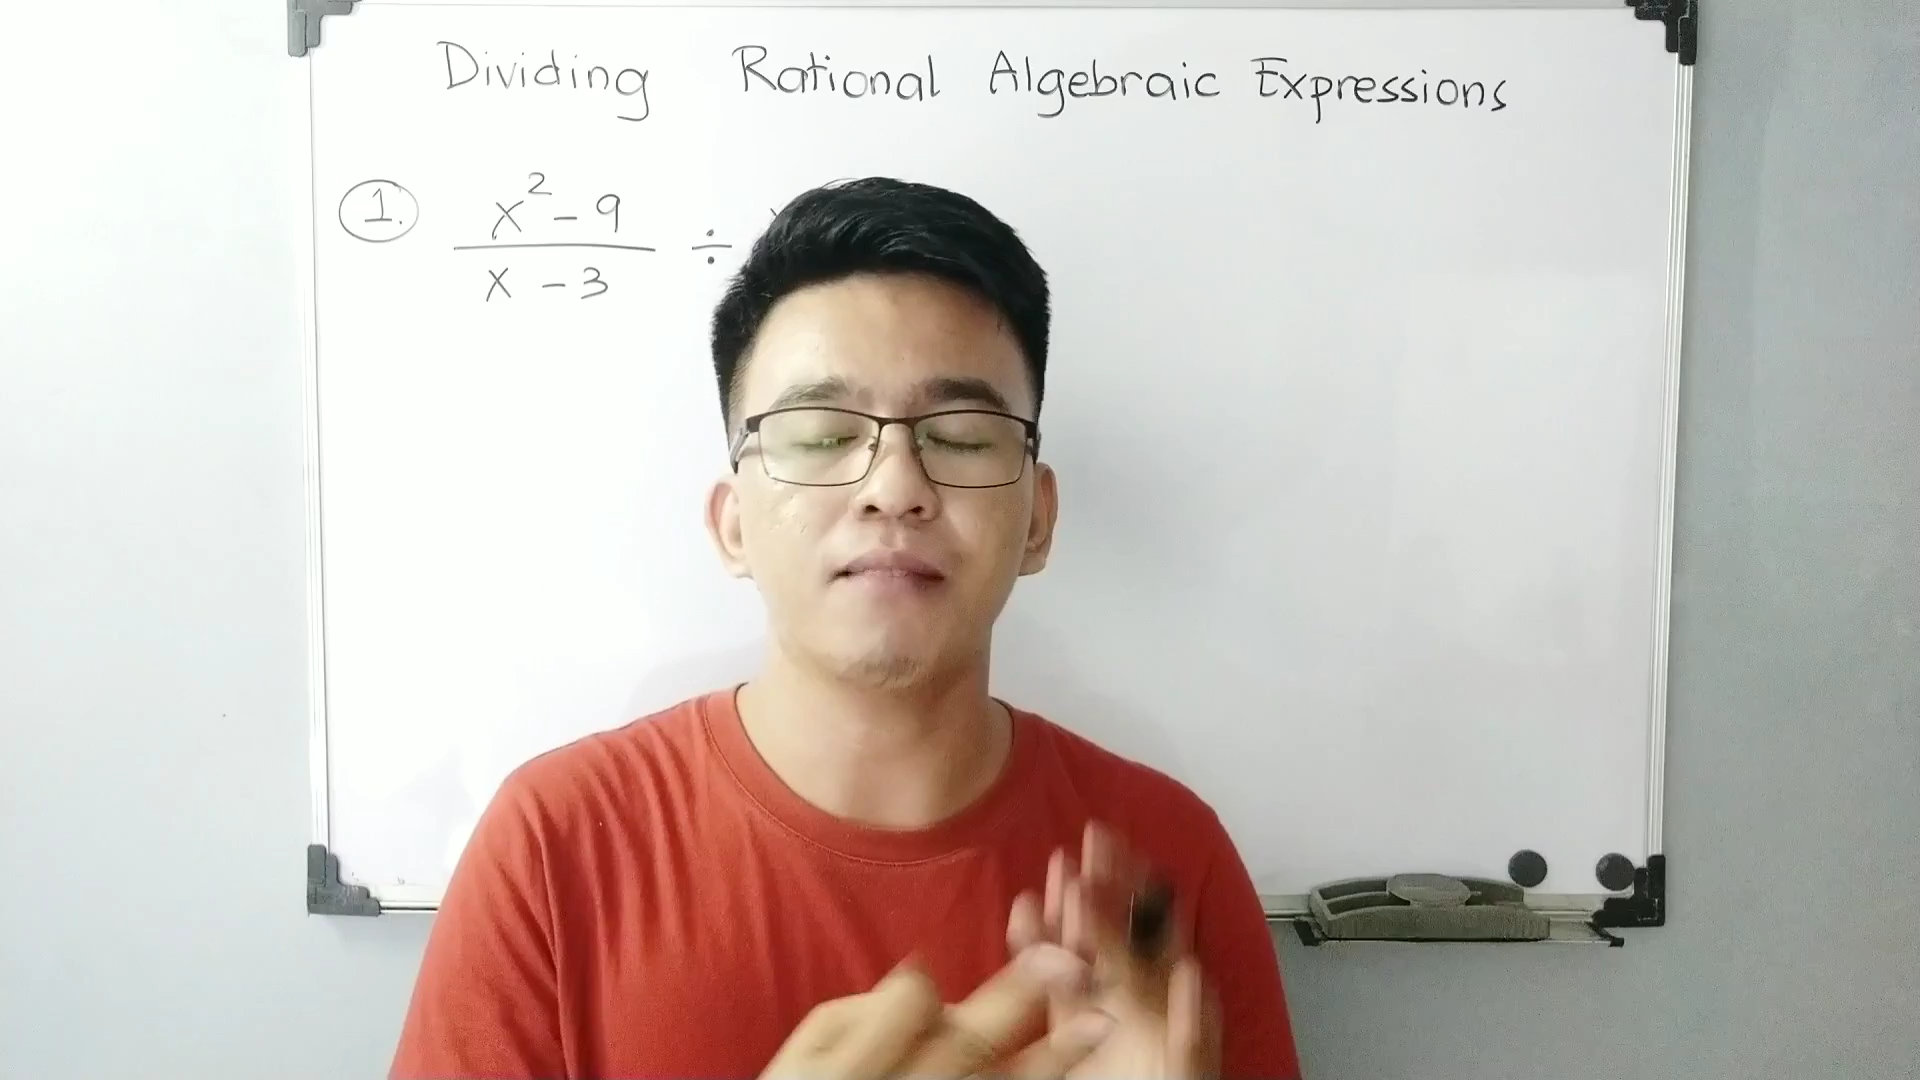 Dividing Rational Algebraic Expressions
1. x² - 9 ÷
x - 3